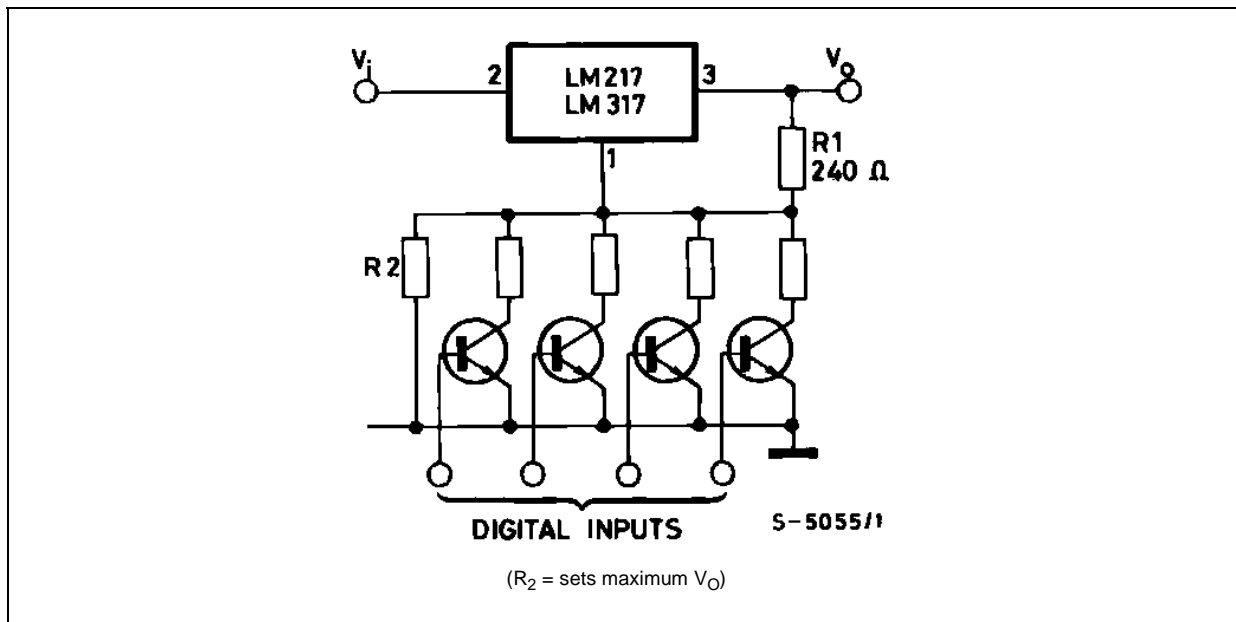 Vi
Vo
2
LM217
LM317
3
1
R1
240 Ω
R2
DIGITAL INPUTS
S-5055/1
(R2 = sets maximum VO)